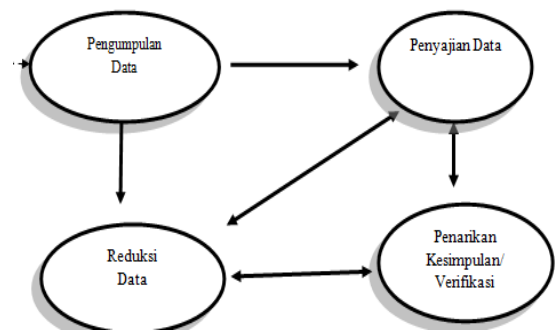 Pengumpulan
Data
Penyajian Data
Reduksi
Data
Penarikan
Kesimpulan/
Verifikasi